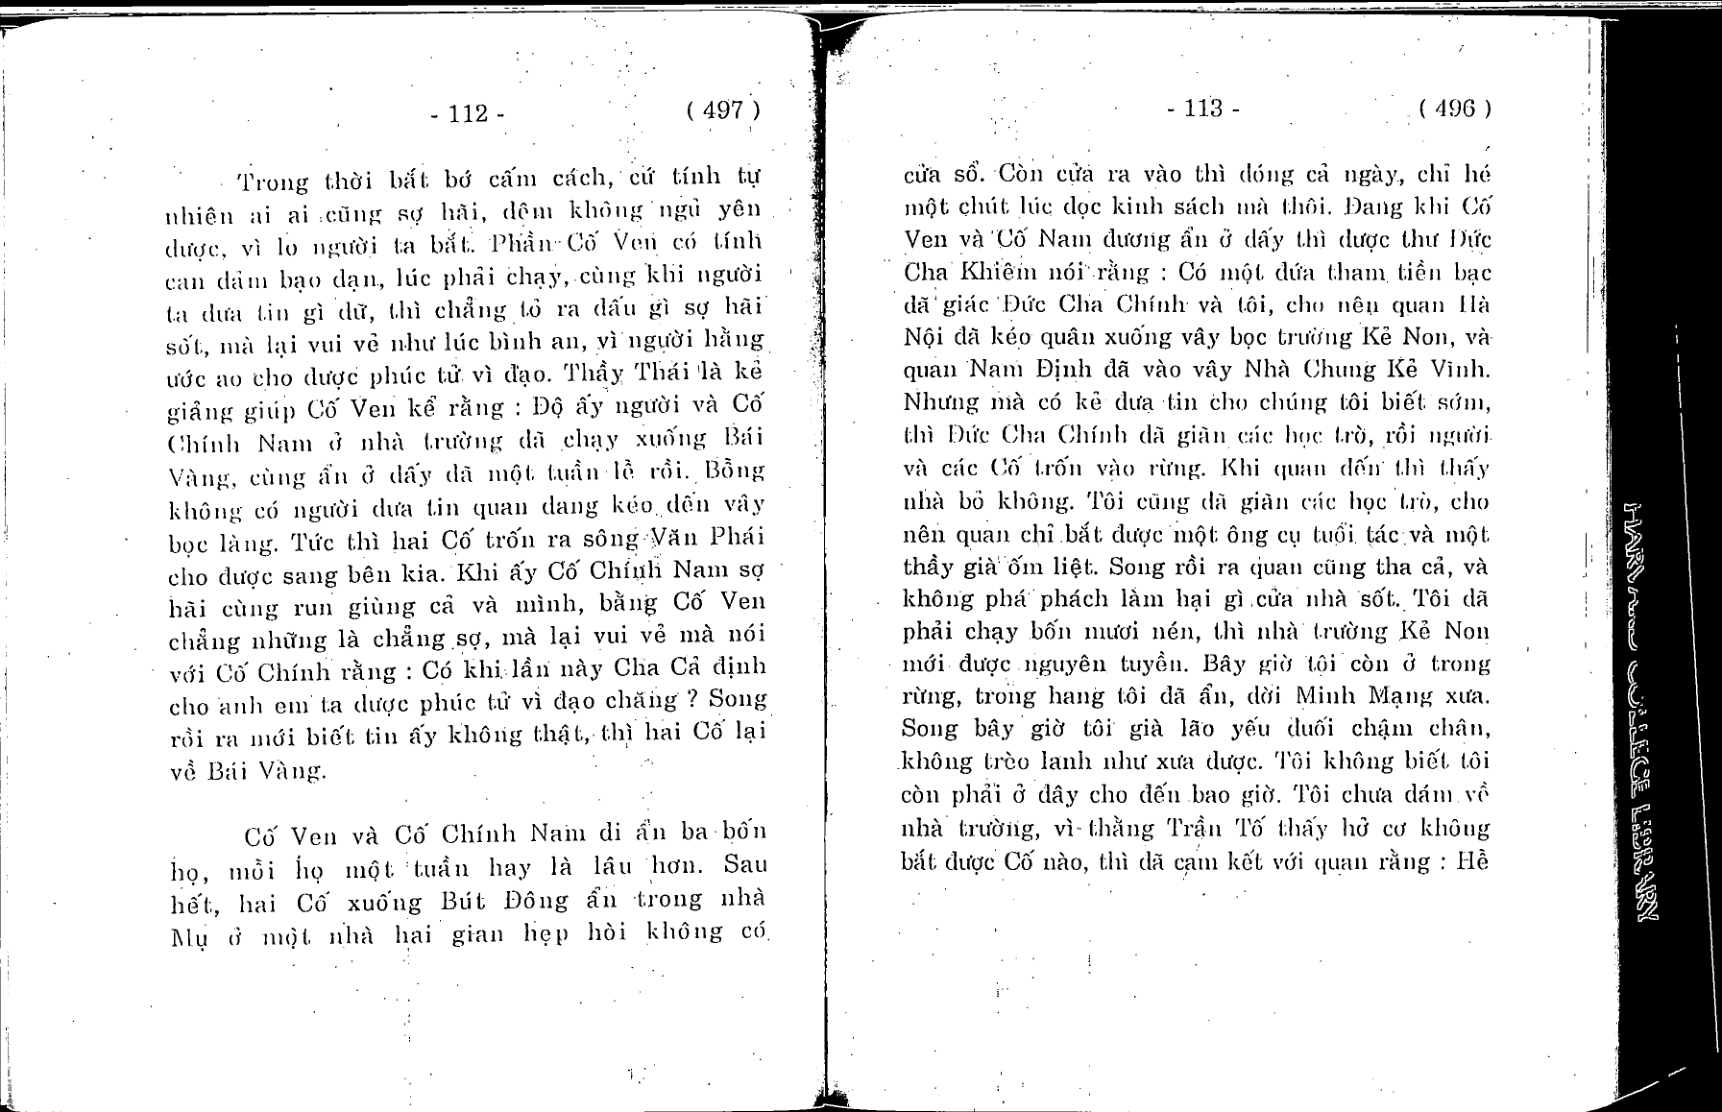 - 112 - ( 497 )
Trong thời bắt bớ cấm cách, cứ tính tự
nhiên ai ai cũng sợ hãi, đêm không ngủ yên
được, vì lo người ta bắt. Phần Cố Ven có tính
can đảm bạo dạn, lúc phải chạy, cùng khi người
ta đưa tin gì dữ, thì chẳng tỏ ra dấu gì sợ hãi
sốt, mà lại vui vẻ như lúc bình an, vì người hằng
ước ao cho được phúc tử vì đạo. Thầy Thái là kẻ
giảng giúp Cố Ven kể rằng : Độ ấy người và Cố
Chính Nam ở nhà trường đã chạy xuống Bái
Vàng, cùng ẩn ở đấy đã một tuần lễ rồi. Bỗng
không có người đưa tin quan đang kéo đến vây
bọc làng. Tức thì hai Cố trốn ra sông Văn Phái
cho được sang bên kia. Khi ấy Cố Chính Nam sợ
hãi cùng run giùng cả và mình, bằng Cố Ven
chẳng những là chẳng sợ, mà lại vui vẻ mà nói
với Cố Chính rằng : Có khi lần này Cha Cả định
cho anh em ta được phúc tử vì đạo chăng ? Song
rồi ra mới biết tin ấy không thật, thì hai Cố lại
về Bái Vàng.
Cố Ven và Cố Chính Nam đi ẩn ba bốn
họ, mỗi họ một tuần hay là lâu hơn. Sau
hết, hai Cố xuống Bút Đông ẩn trong nhà
Mụ ở một nhà hai gian hẹp hòi không có
- 113 - ( 496 )
cửa sổ. Còn cửa ra vào thì đóng cả ngày, chỉ hé
một chút lúc đọc kinh sách mà thôi. Đang khi Cố
Ven và Cố Nam đương ẩn ở đấy thì được thư Đức
Cha Khiêm nói rằng : Có một đứa tham tiền bạc
đã giác Đức Cha Chính và tôi, cho nên quan Hà
Nội đã kéo quân xuống vây bọc trường Kẻ Non, và
quan Nam Định đã vào vây Nhà Chung Kẻ Vình.
Nhưng mà có kẻ đưa tin cho chúng tôi biết sớm,
thì Đức Cha Chính đã giãn các học trò, rồi người
và các Cố trốn vào rừng. Khi quan đến thì thấy
nhà bỏ không. Tôi cũng đã giãn các học trò, cho
nên quan chỉ bắt được một ông cụ tuổi tác và một
thầy già ốm liệt. Song rồi ra quan cũng tha cả, và
không phá phách làm hại gì cửa nhà sốt. Tôi đã
phải chạy bốn mươi nén, thì nhà trường Kẻ Non
mới được nguyên tuyền. Bây giờ tôi còn ở trong
rừng, trong hang tôi đã ẩn, đời Minh Mạng xưa.
Song bây giờ tôi già lão yếu đuối chậm chân,
không trèo lanh như xưa được. Tôi không biết tôi
còn phải ở đây cho đến bao giờ. Tôi chưa dám về
nhà trường, vì thằng Trần Tố thấy hở cơ không
bắt được Cố nào, thì đã cam kết với quan rằng : Hễ
HARVARD COLLEGE LIBRARY